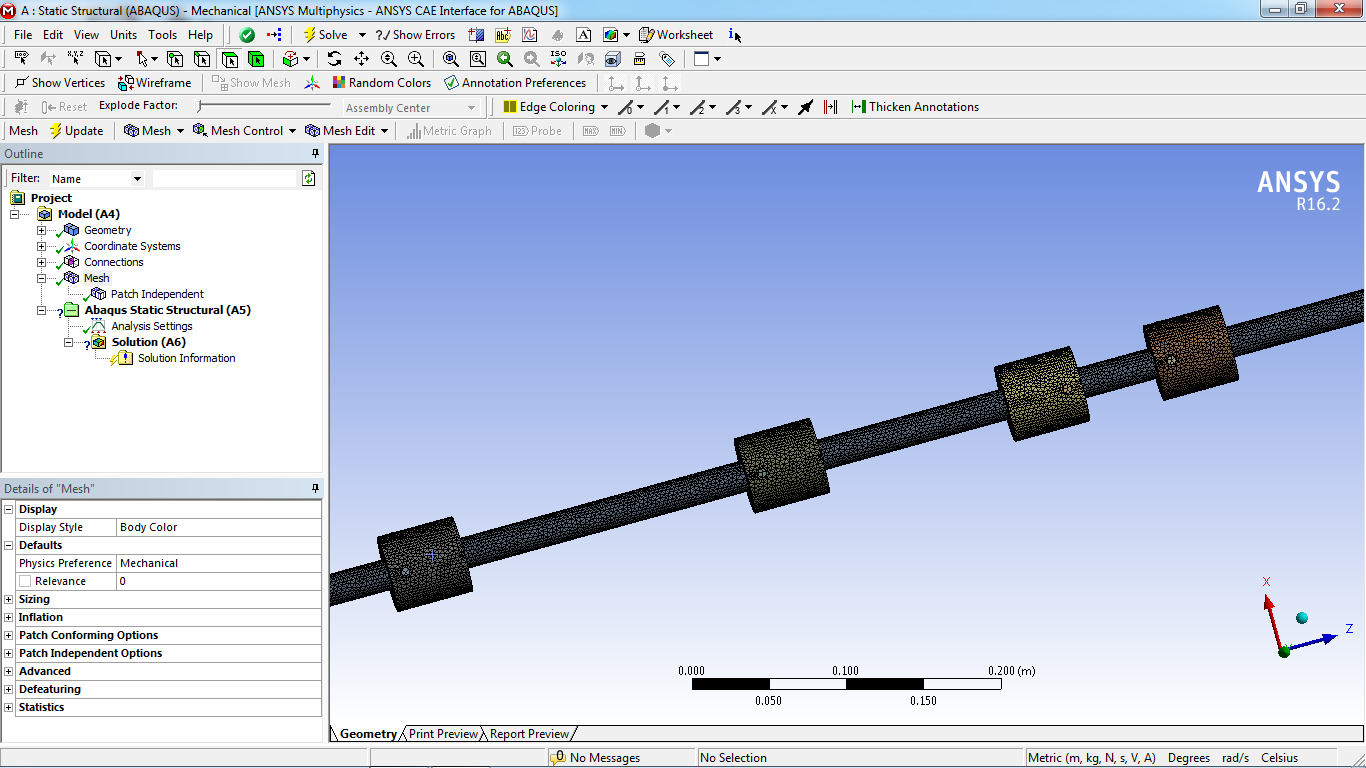 A : Static Structural (ABAQUS) - Mechanical [ANSYS Multiphysics - ANSYS CAE Interface for ABAQUS]
File Edit View Units Tools Help Solve ?/ Show Errors Worksheet
Show Vertices Wireframe Show Mesh Random Colors Annotation Preferences
Reset Explode Factor: Assembly Center Edge Coloring Thicken Annotations
Mesh Update Mesh Mesh Control Mesh Edit Metric Graph Probe
Outline
Filter: Name
Project
Model (A4)
Geometry
Coordinate Systems
Connections
Mesh
Patch Independent
Abaqus Static Structural (A5)
Analysis Settings
Solution (A6)
Solution Information
Details of "Mesh"
Display
Display Style Body Color
Defaults
Physics Preference Mechanical
Relevance 0
Sizing
Inflation
Patch Conforming Options
Patch Independent Options
Advanced
Defeaturing
Statistics
ANSYS
R16.2
X
Z
0.000 0.100 0.200 (m)
0.050 0.150
Geometry Print Preview Report Preview
0 No Messages No Selection Metric (m, kg, N, s, V, A) Degrees rad/s Celsius